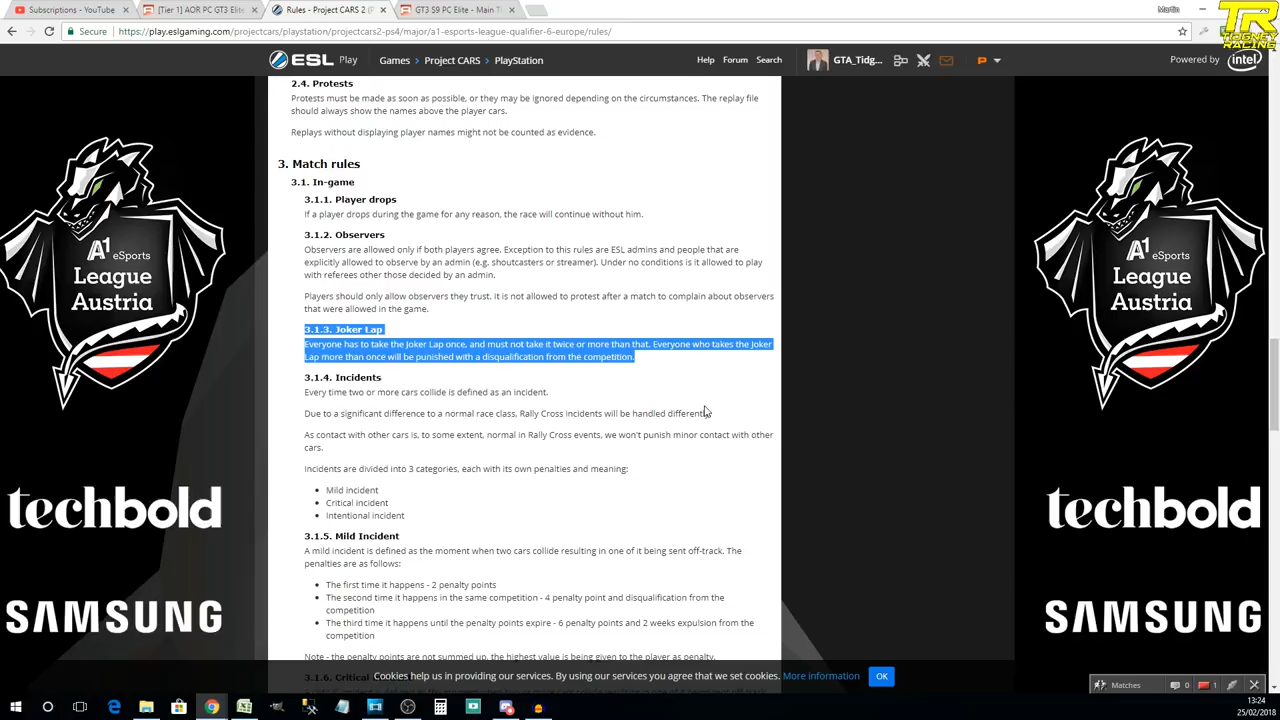 Subscriptions - YouTube
[Tier 1] AOR PC GT3 Elite
Rules - Project CARS 2 (P
GT3 S9 PC Elite - Main T
Martin
TR
TIDGNEY
RACING
Secure
https://play.eslgaming.com/projectcars/playstation/projectcars2-ps4/major/a1-esports-league-qualifier-6-europe/rules/
ESL Play
Games > Project CARS > PlayStation
Help Forum Search
GTA_Tidg...
P
Powered by intel
2.4. Protests
Protests must be made as soon as possible, or they may be ignored depending on the circumstances. The replay file
should always show the names above the player cars.
Replays without displaying player names might not be counted as evidence.
3. Match rules
3.1. In-game
3.1.1. Player drops
If a player drops during the game for any reason, the race will continue without him.
3.1.2. Observers
Observers are allowed only if both players agree. Exception to this rules are ESL admins and people that are
explicitly allowed to observe by an admin (e.g. shoutcasters or streamer). Under no conditions is it allowed to play
with referees other those decided by an admin.
Players should only allow observers they trust. It is not allowed to protest after a match to complain about observers
that were allowed in the game.
3.1.3. Joker Lap
Everyone has to take the Joker Lap once, and must not take it twice or more than that. Everyone who takes the Joker
Lap more than once will be punished with a disqualification from the competition.
3.1.4. Incidents
Every time two or more cars collide is defined as an incident.
Due to a significant difference to a normal race class, Rally Cross incidents will be handled differently
As contact with other cars is, to some extent, normal in Rally Cross events, we won't punish minor contact with other
cars.
Incidents are divided into 3 categories, each with its own penalties and meaning:
• Mild incident
• Critical incident
• Intentional incident
3.1.5. Mild Incident
A mild incident is defined as the moment when two cars collide resulting in one of it being sent off-track. The
penalties are as follows:
• The first time it happens - 2 penalty points
• The second time it happens in the same competition - 4 penalty point and disqualification from the
competition
• The third time it happens until the penalty points expire - 6 penalty points and 2 weeks expulsion from the
competition
Note - the penalty points are not summed up, the highest value is being given to the player as penalty.
3.1.6. Critical
Cookies help us in providing our services. By using our services you agree that we set cookies. More information
OK
A1 eSports
League
Austria
techbold
SAMSUNG
A1 eSports
League
Austria
techbold
SAMSUNG
Matches
0
1
13:24
25/02/2018